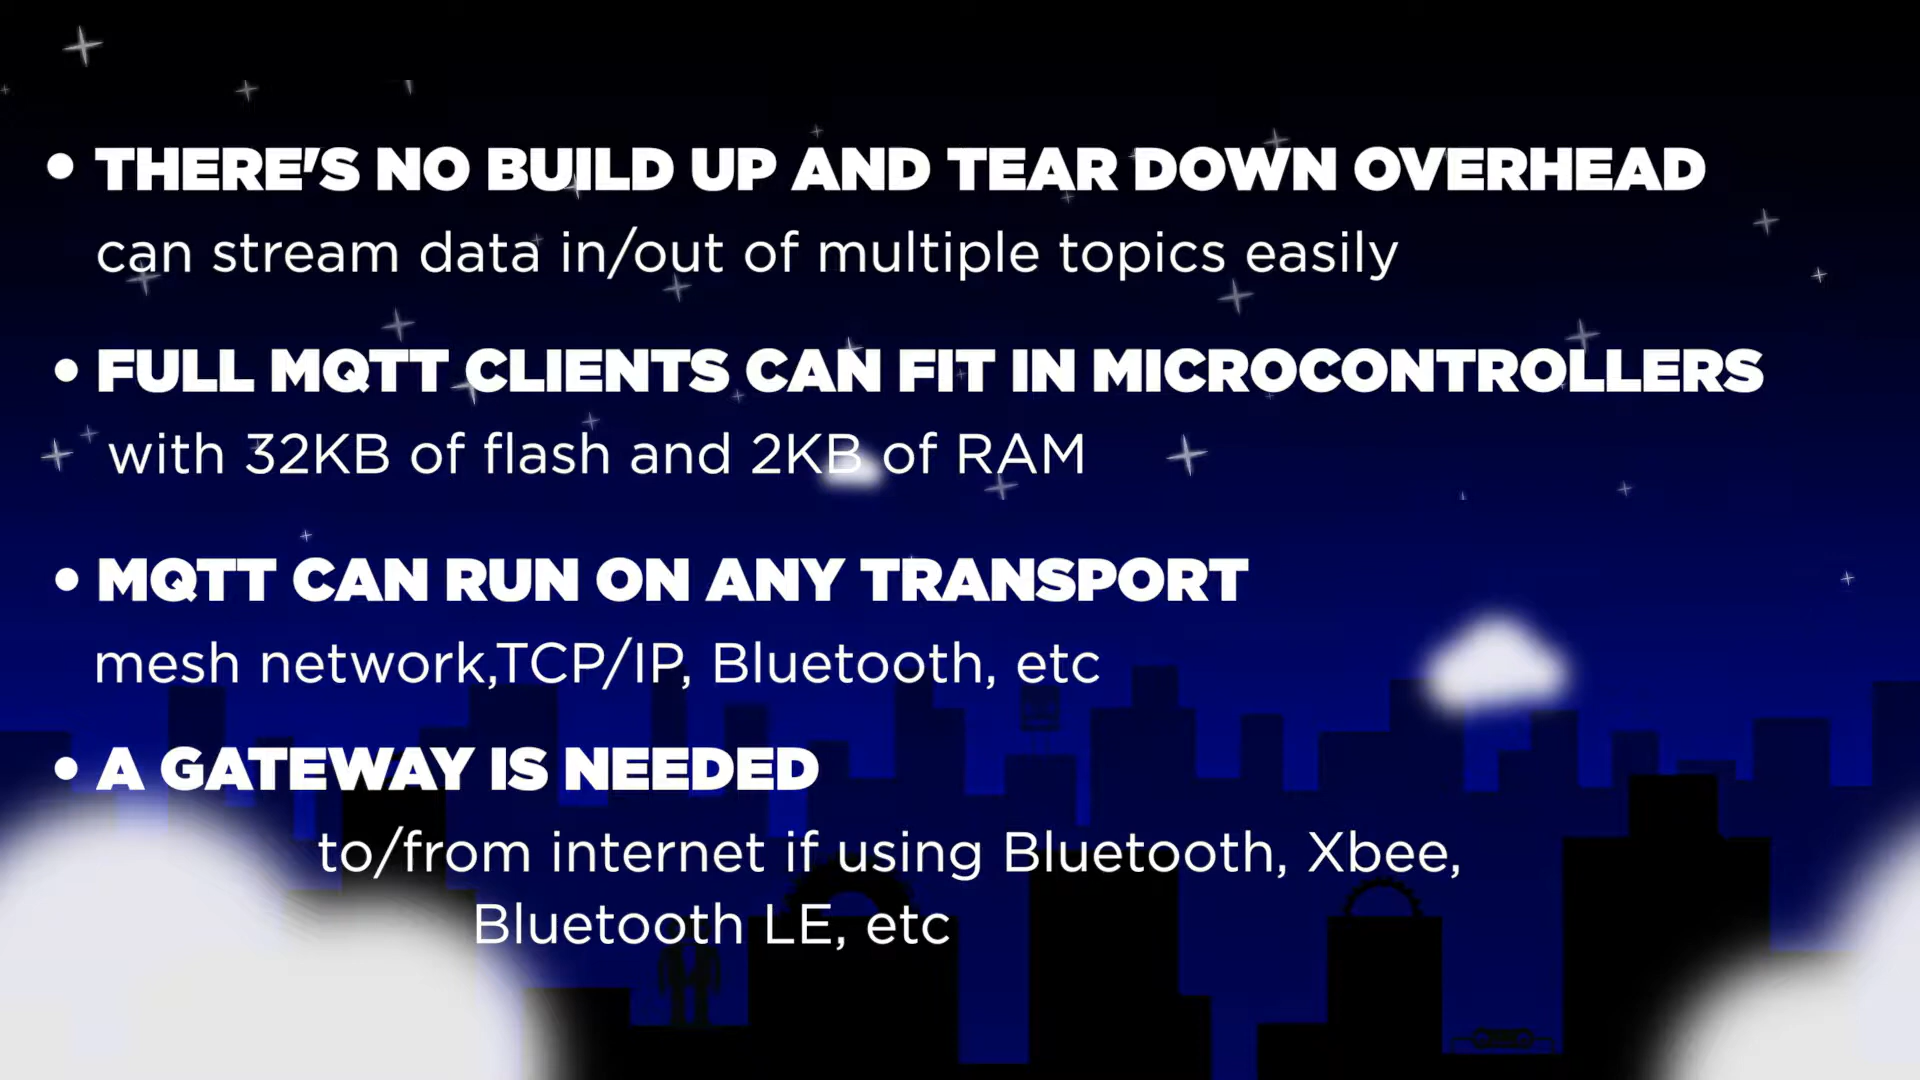 • THERE'S NO BUILD UP AND TEAR DOWN OVERHEAD
can stream data in/out of multiple topics easily
• FULL MQTT CLIENTS CAN FIT IN MICROCONTROLLERS
with 32KB of flash and 2KB of RAM
• MQTT CAN RUN ON ANY TRANSPORT
mesh network,TCP/IP, Bluetooth, etc
• A GATEWAY IS NEEDED
to/from internet if using Bluetooth, Xbee,
Bluetooth LE, etc